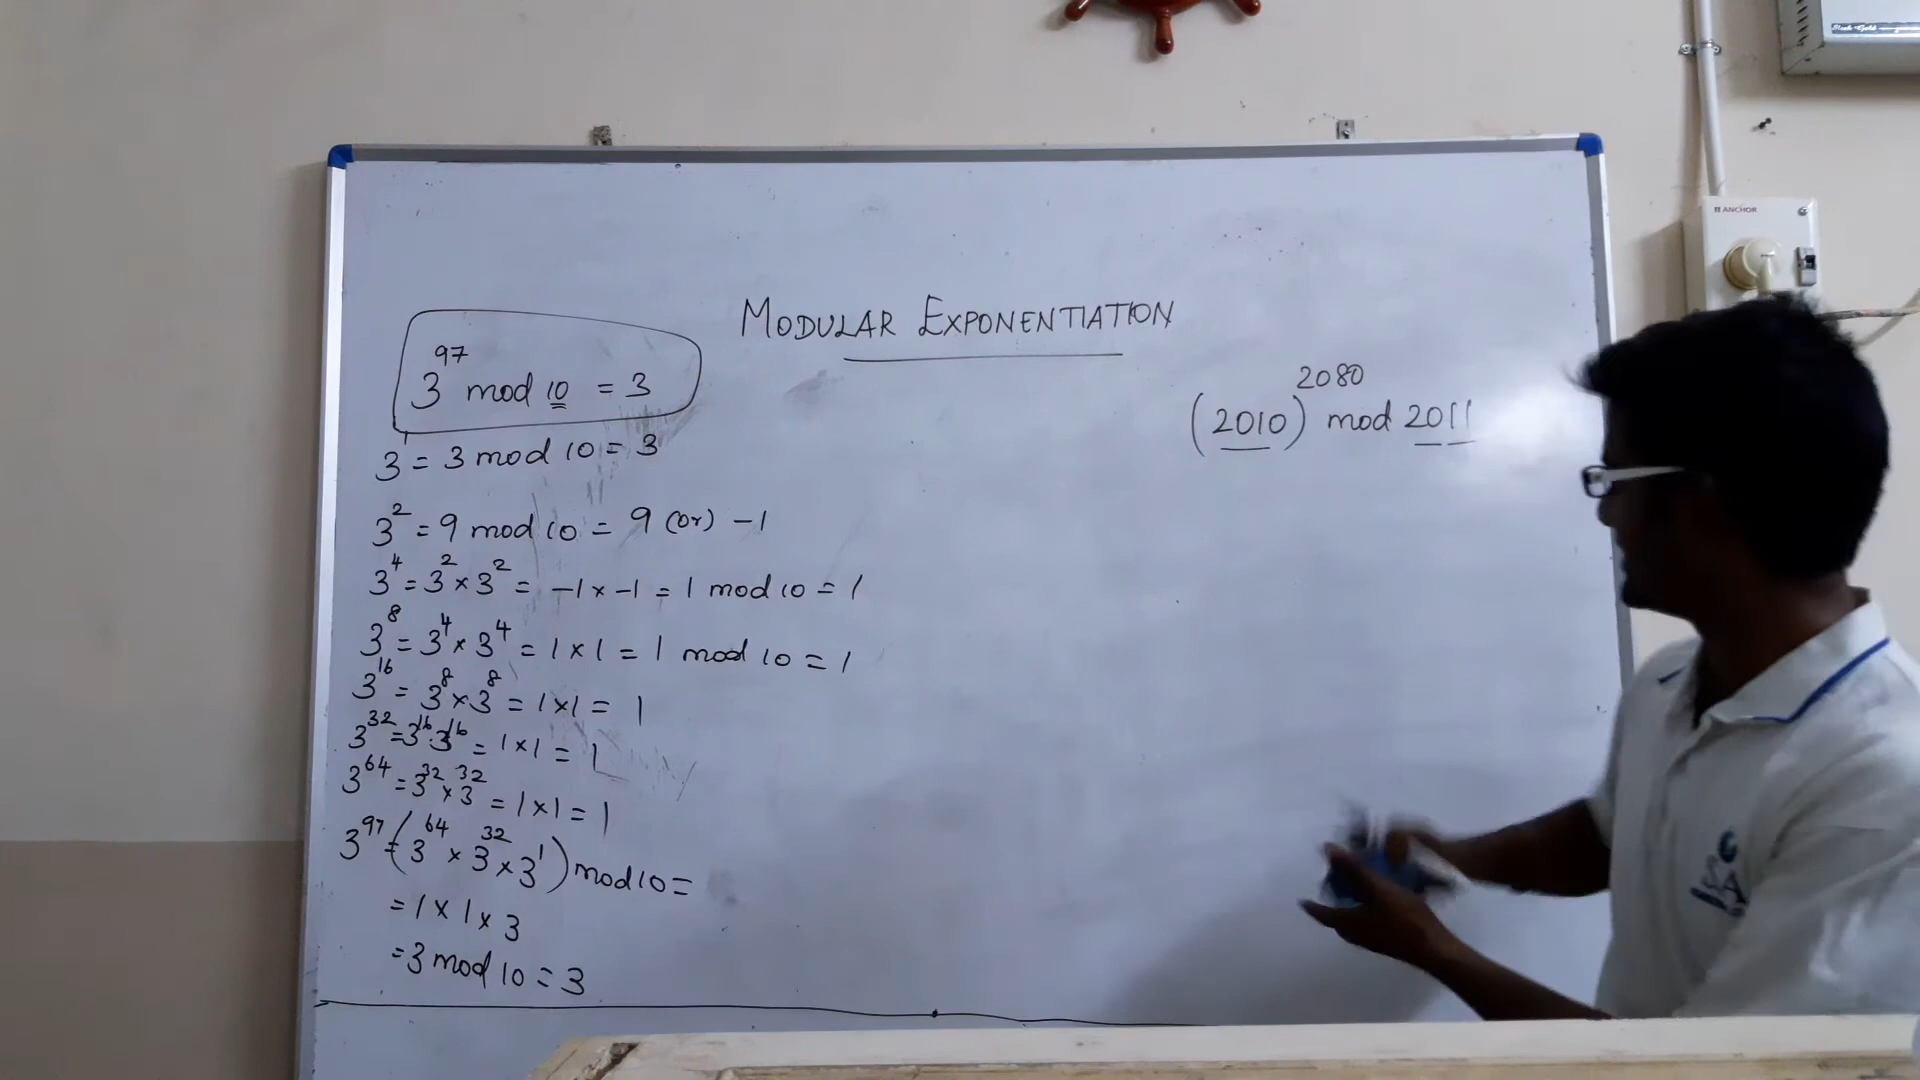 MODULAR EXPONENTIATION
3^97 mod 10 = 3
3^1 = 3 mod 10 = 3
3^2 = 9 mod 10 = 9 (or) -1
3^4 = 3^2 × 3^2 = -1 × -1 = 1 mod 10 = 1
3^8 = 3^4 × 3^4 = 1 × 1 = 1 mod 10 = 1
3^16 = 3^8 × 3^8 = 1 × 1 = 1
3^32 = 3^16 . 3^16 = 1 × 1 = 1
3^64 = 3^32 × 3^32 = 1 × 1 = 1
3^97 = (3^64 × 3^32 × 3^1) mod 10 =
= 1 × 1 × 3
= 3 mod 10 = 3
(2010)^2080 mod 2011
ANCHOR